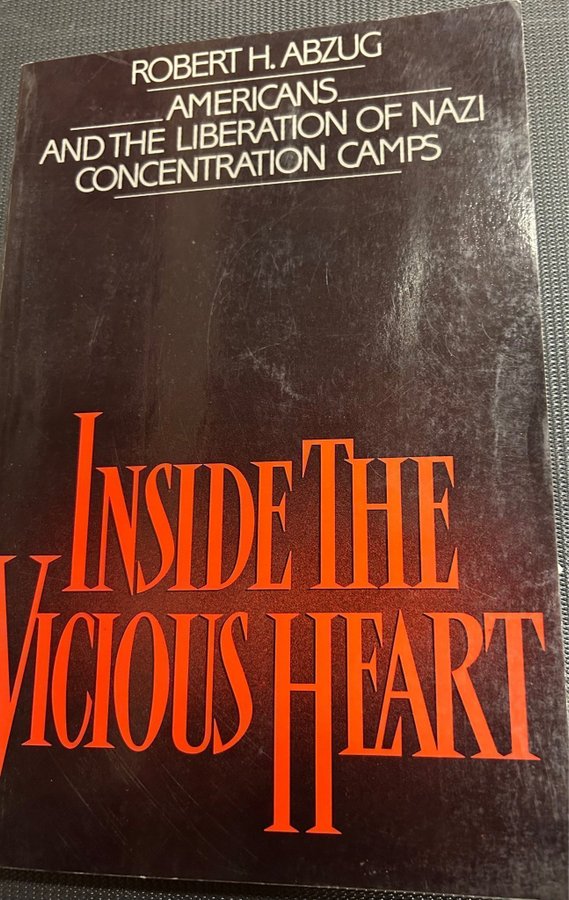 ROBERT H. ABZUG
AMERICANS
AND THE LIBERATION OF NAZI
CONCENTRATION CAMPS
INSIDE THE
VICIOUS HEART